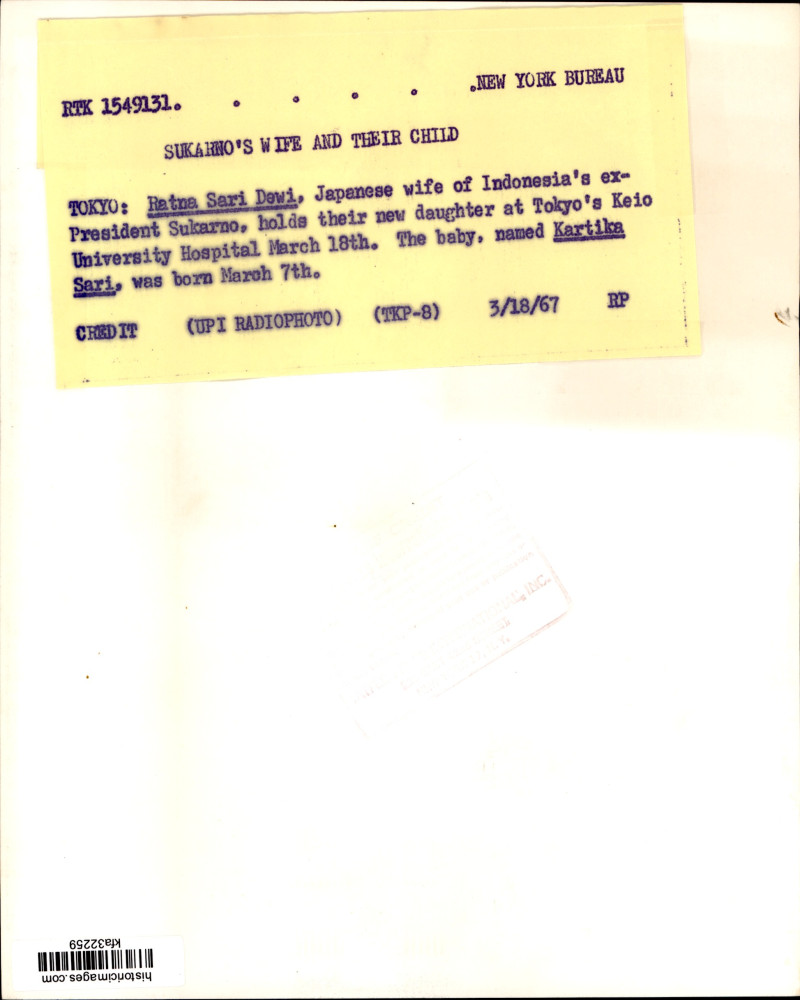 RTK 1549131. . . . . .NEW YORK BUREAU
SUKARNO'S WIFE AND THEIR CHILD
TOKYO: Ratna Sari Dewi, Japanese wife of Indonesia's ex-
President Sukarno, holds their new daughter at Tokyo's Keio
University Hospital March 18th. The baby, named Kartika
Sari, was born March 7th.
CREDIT (UPI RADIOPHOTO) (TKP-8) 3/18/67 RP
INC.
historicimages.com
kfa32259